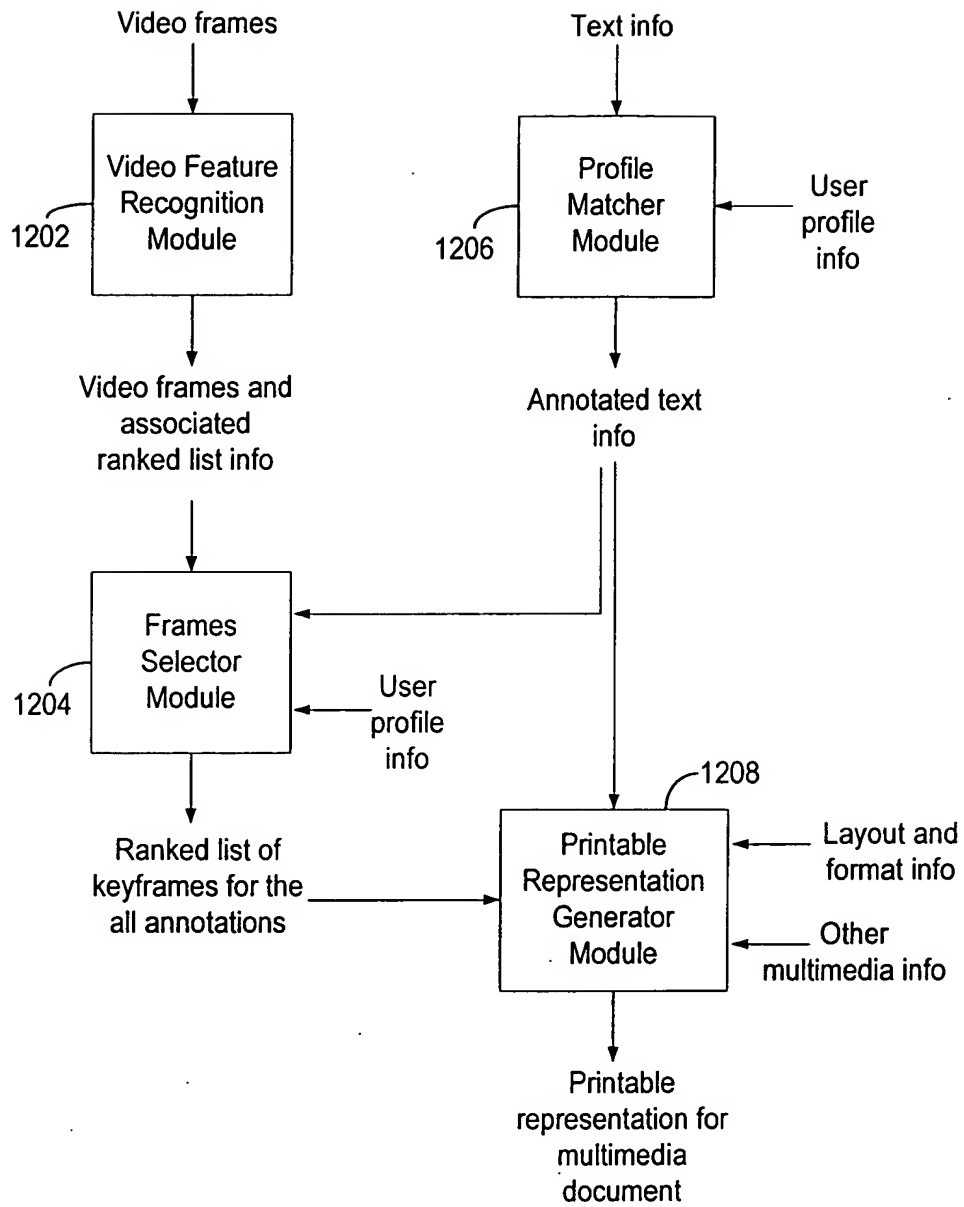 Video frames
Text info
Video Feature
Recognition
Module
1202
Profile
Matcher
Module
1206
User
profile
info
Video frames and
associated
ranked list info
Annotated text
info
Frames
Selector
Module
1204
User
profile
info
1208
Ranked list of
keyframes for the
all annotations
Printable
Representation
Generator
Module
Layout and
format info
Other
multimedia info
Printable
representation for
multimedia
document